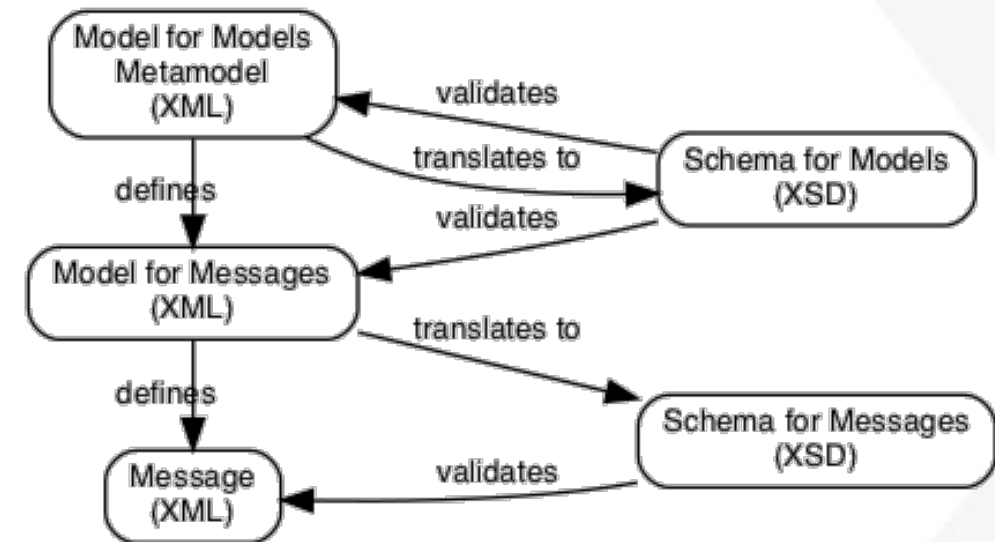 Model for Models
Metamodel
(XML)
validates
translates to
Schema for Models
(XSD)
defines
validates
Model for Messages
(XML)
translates to
defines
Schema for Messages
(XSD)
Message
(XML)
validates